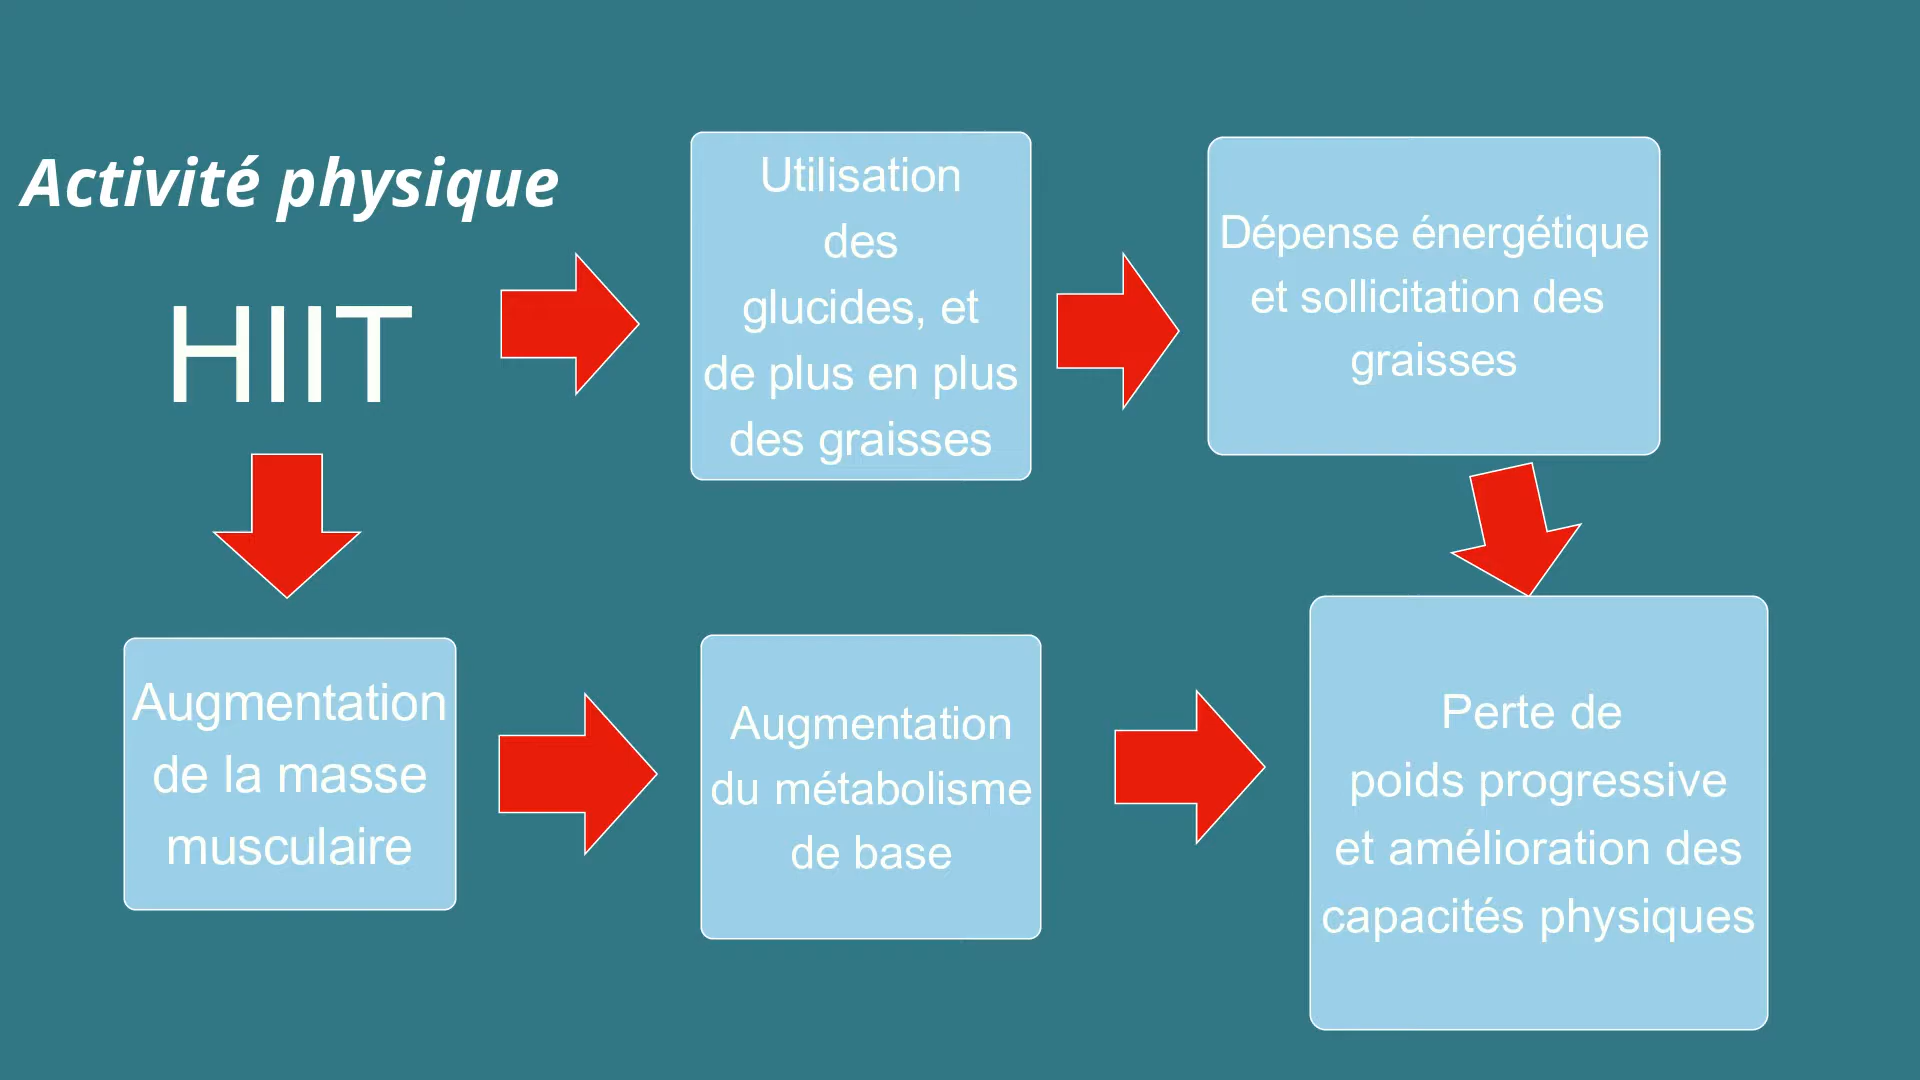 Activité physique
HIIT
Utilisation
des
glucides, et
de plus en plus
des graisses
Dépense énergétique
et sollicitation des
graisses
Augmentation
de la masse
musculaire
Augmentation
du métabolisme
de base
Perte de
poids progressive
et amélioration des
capacités physiques